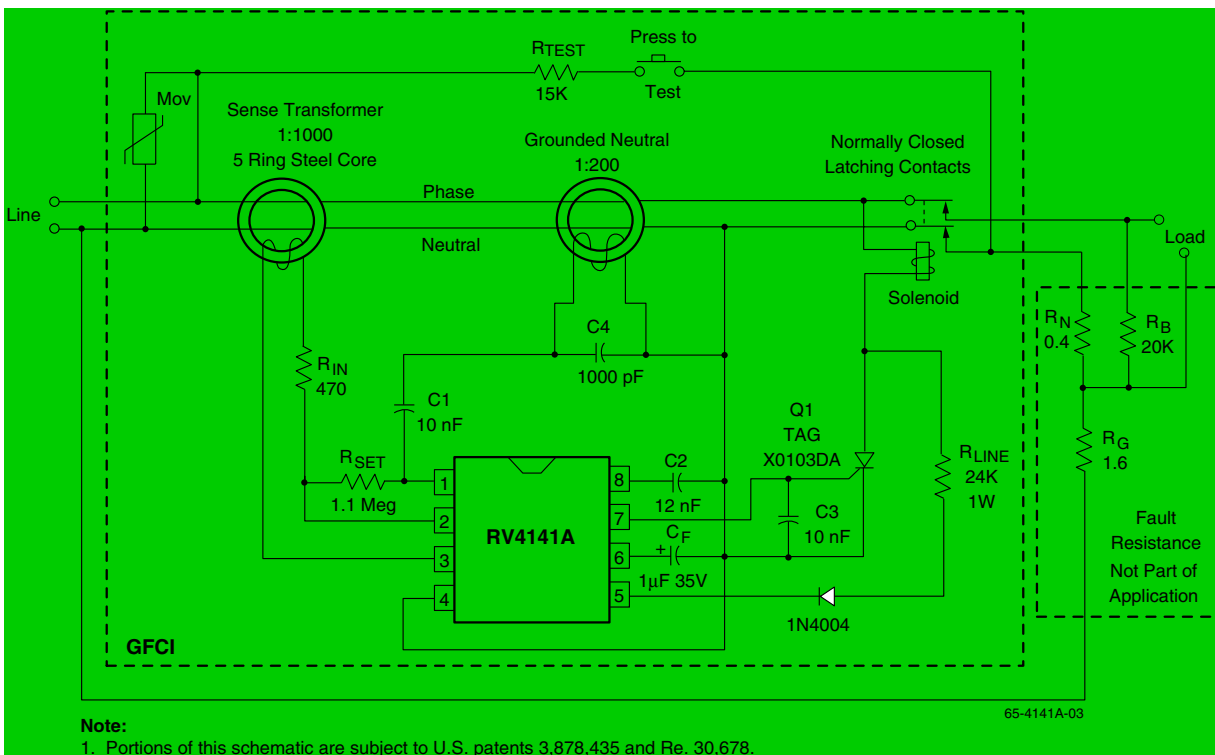 Press to
Test
RTEST
15K
Mov
Sense Transformer
1:1000
5 Ring Steel Core
Grounded Neutral
1:200
Normally Closed
Latching Contacts
Line
Phase
Neutral
Load
Solenoid
RN
0.4
RB
20K
C4
1000 pF
RIN
470
C1
10 nF
Q1
TAG
X0103DA
RG
1.6
RSET
1.1 Meg
RLINE
24K
1W
C2
12 nF
C3
10 nF
CF
+
1µF 35V
1
2
3
4
RV4141A
8
7
6
5
1N4004
Fault
Resistance
Not Part of
Application
GFCI
65-4141A-03
Note:
1. Portions of this schematic are subject to U.S. patents 3,878,435 and Re. 30,678.